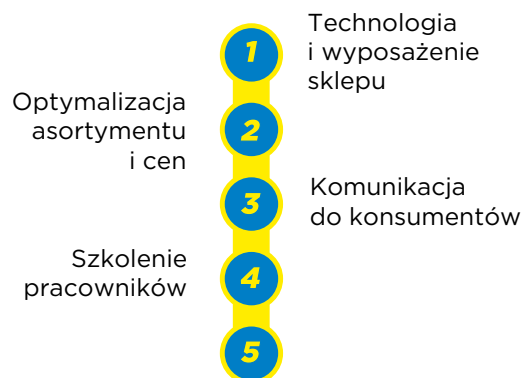 1
Technologia
i wyposażenie
sklepu
Optymalizacja
asortymentu
i cen
2
3
Komunikacja
do konsumentów
Szkolenie
pracowników
4
5